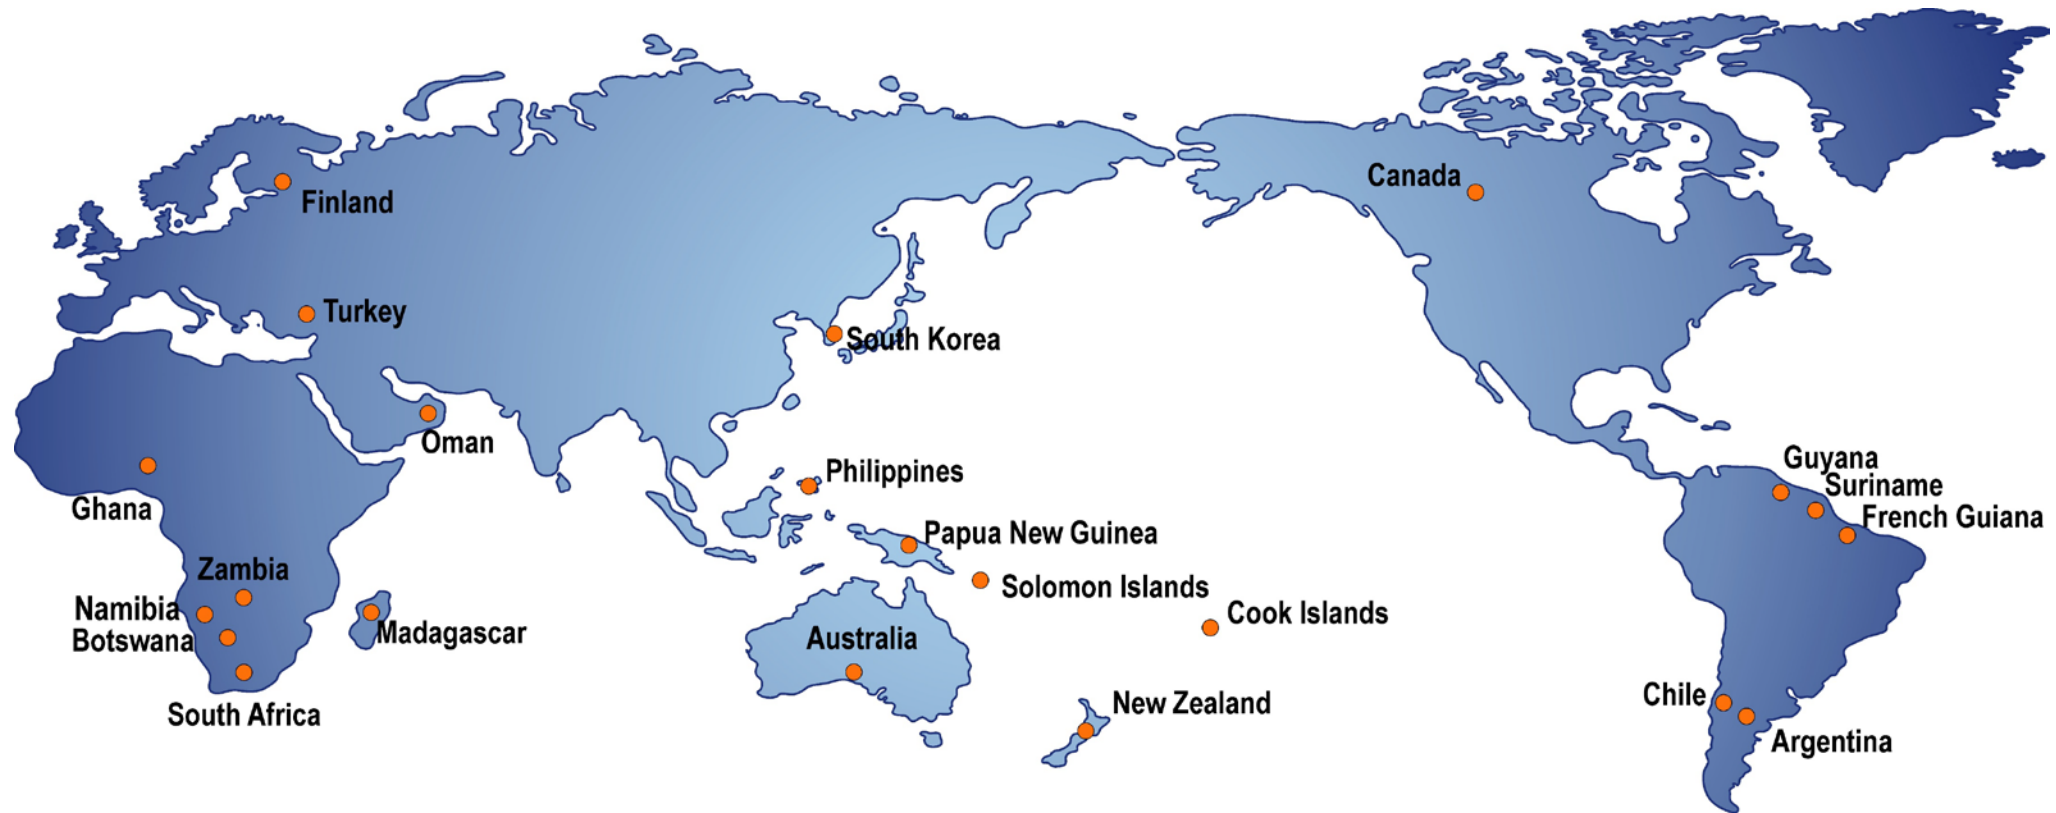 Canada
Finland
Turkey
South Korea
Oman
Guyana
Philippines
Suriname
Ghana
French Guiana
Papua New Guinea
Zambia
Solomon Islands
Namibia
Cook Islands
Madagascar
Botswana
Australia
Chile
New Zealand
South Africa
Argentina